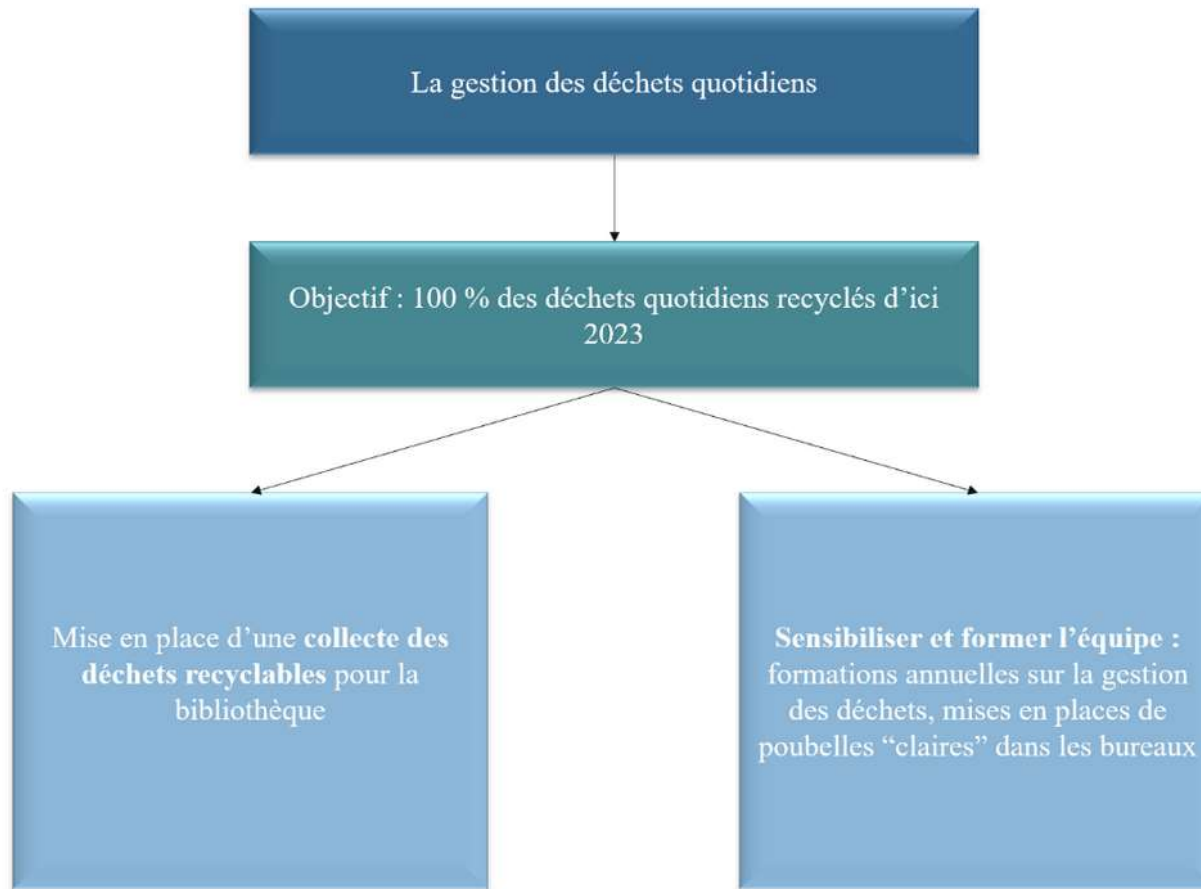 La gestion des déchets quotidiens
Objectif : 100 % des déchets quotidiens recyclés d’ici
2023
Mise en place d’une collecte des
déchets recyclables pour la
bibliothèque
Sensibiliser et former l’équipe :
formations annuelles sur la gestion
des déchets, mises en places de
poubelles “claires” dans les bureaux